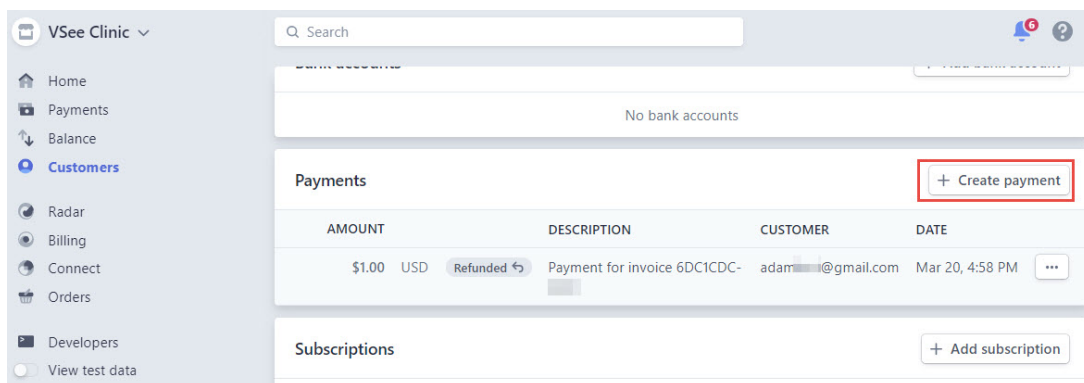 VSee Clinic
Search
6
Home
Payments
Balance
Customers
Radar
Billing
Connect
Orders
Developers
View test data
No bank accounts
Payments
+ Create payment
AMOUNT DESCRIPTION CUSTOMER DATE
$1.00 USD Refunded Payment for invoice 6DC1CDC- adam @gmail.com Mar 20, 4:58 PM
Subscriptions
+ Add subscription